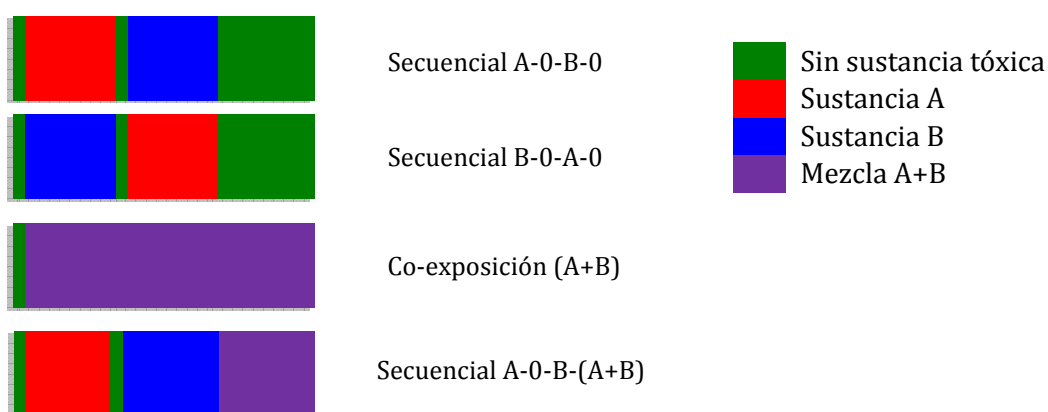 Secuencial A-0-B-0
Secuencial B-0-A-0
Co-exposición (A+B)
Secuencial A-0-B-(A+B)
Sin sustancia tóxica
Sustancia A
Sustancia B
Mezcla A+B